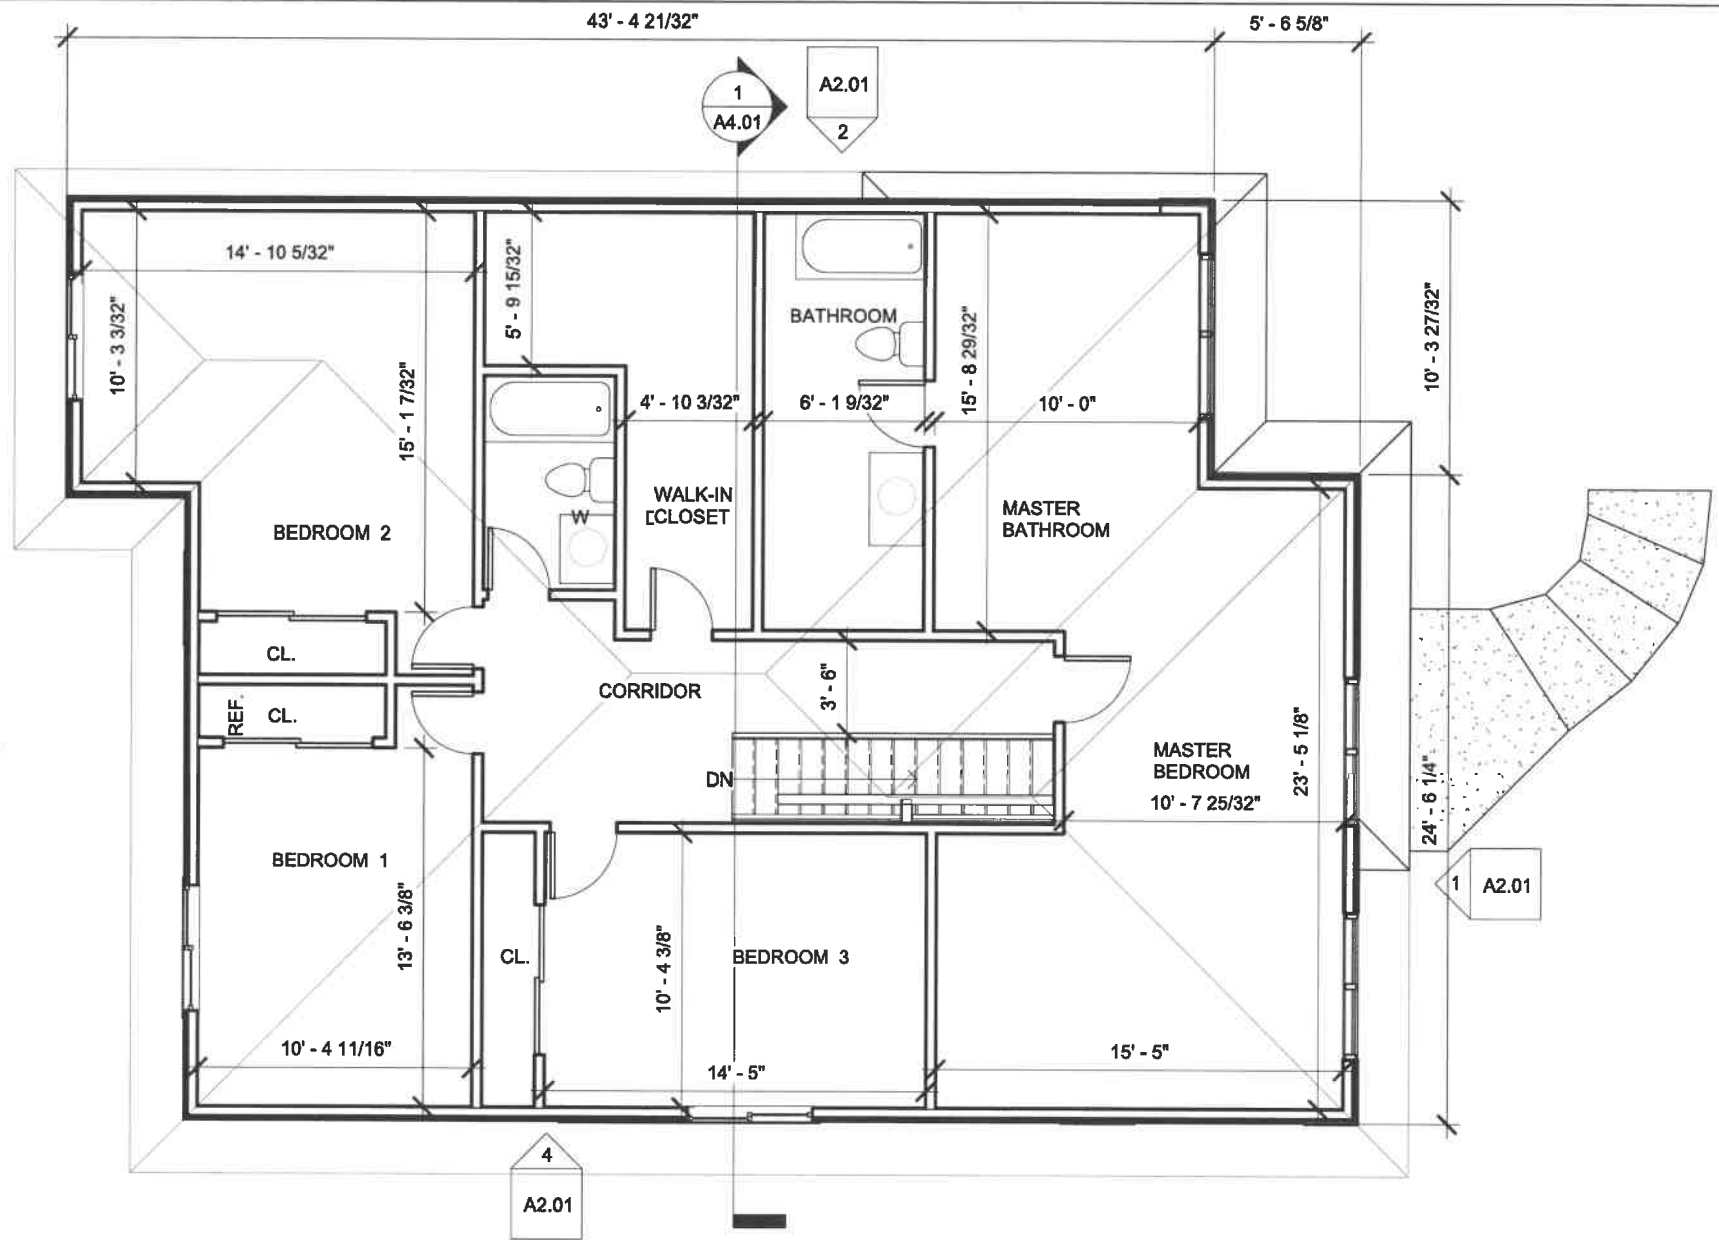 43' - 4 21/32"
5' - 6 5/8"
1
A4.01
A2.01
2
14' - 10 5/32"
10' - 3 3/32"
15' - 1 7/32"
5' - 9 15/32"
BATHROOM
15' - 8 29/32"
10' - 3 27/32"
4' - 10 3/32"
6' - 1 9/32"
10' - 0"
WALK-IN
CLOSET
MASTER
BATHROOM
BEDROOM 2
W
CL.
REF.
CL.
CORRIDOR
3' - 6"
DN
MASTER
BEDROOM
10' - 7 25/32"
23' - 5 1/8"
24' - 6 1/4"
BEDROOM 1
13' - 6 3/8"
1
A2.01
CL.
10' - 4 3/8"
BEDROOM 3
10' - 4 11/16"
14' - 5"
15' - 5"
4
A2.01